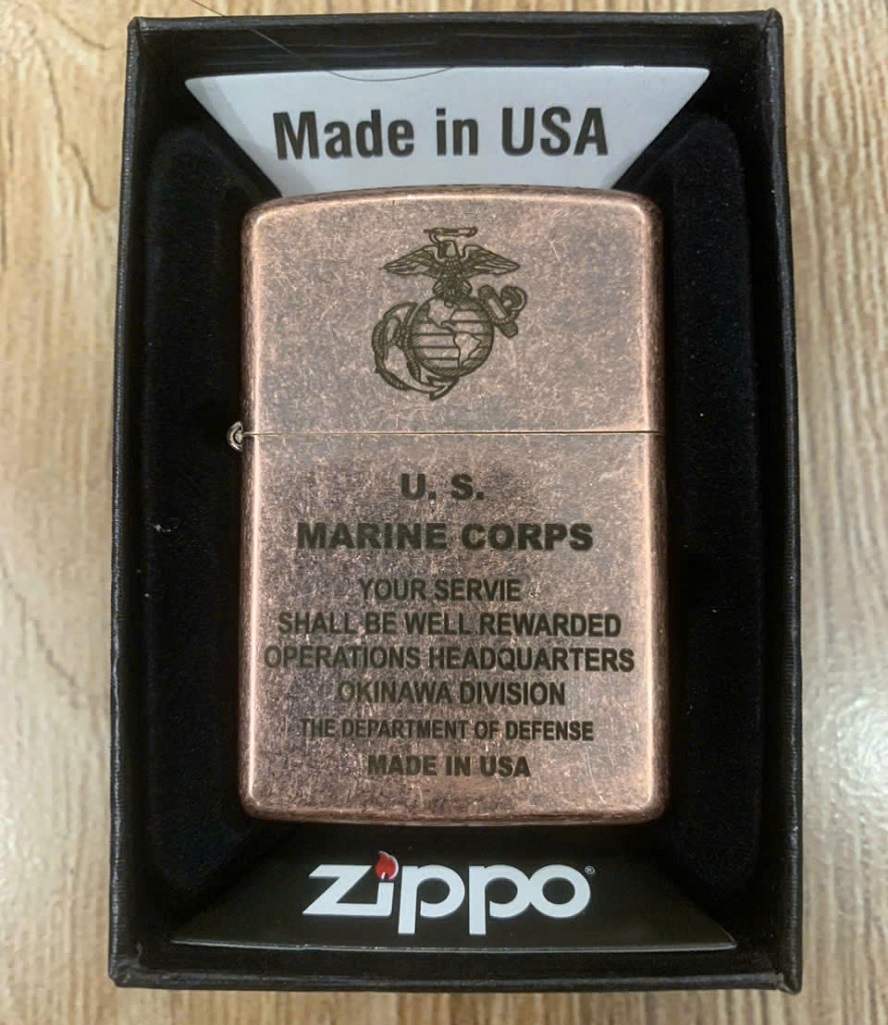 Made in USA
U. S.
MARINE CORPS
YOUR SERVIE
SHALL BE WELL REWARDED
OPERATIONS HEADQUARTERS
OKINAWA DIVISION
THE DEPARTMENT OF DEFENSE
MADE IN USA
zippo®